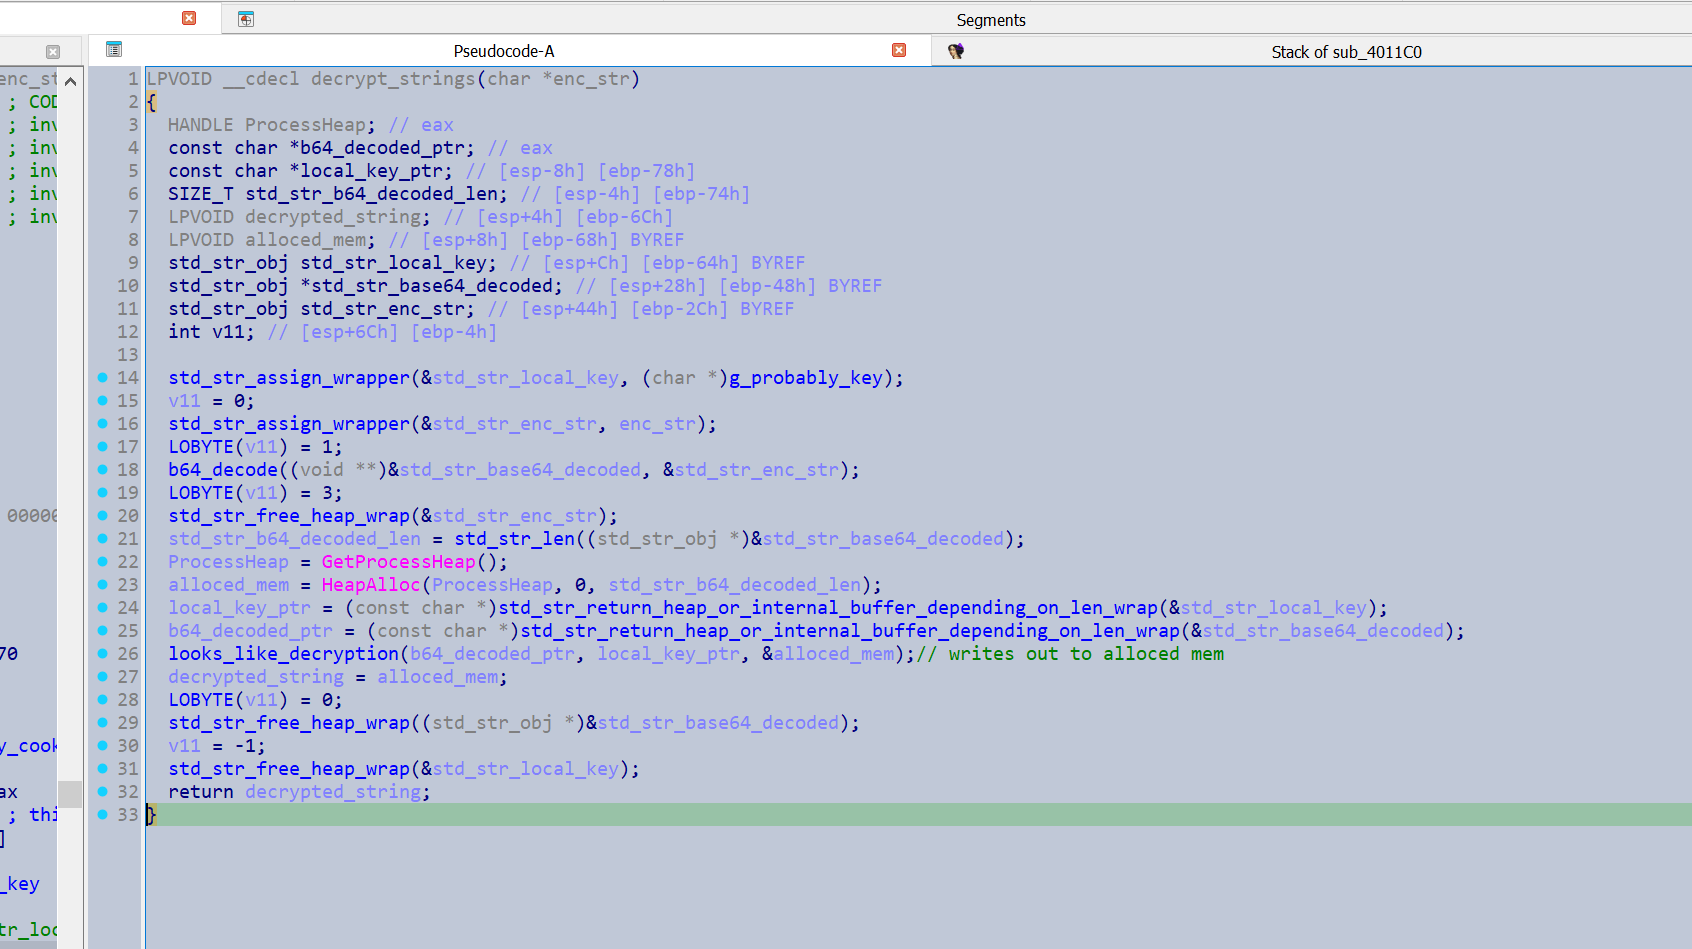 Segments
Pseudocode-A
Stack of sub_4011C0
enc_st
; COD
; inv
; inv
; inv
; inv
; inv
00000
70
y_cook
ax
; thi
]
_key
tr_loc
1 LPVOID __cdecl decrypt_strings(char *enc_str)
2 {
3 HANDLE ProcessHeap; // eax
4 const char *b64_decoded_ptr; // eax
5 const char *local_key_ptr; // [esp-8h] [ebp-78h]
6 SIZE_T std_str_b64_decoded_len; // [esp-4h] [ebp-74h]
7 LPVOID decrypted_string; // [esp+4h] [ebp-6Ch]
8 LPVOID alloced_mem; // [esp+8h] [ebp-68h] BYREF
9 std_str_obj std_str_local_key; // [esp+Ch] [ebp-64h] BYREF
10 std_str_obj *std_str_base64_decoded; // [esp+28h] [ebp-48h] BYREF
11 std_str_obj std_str_enc_str; // [esp+44h] [ebp-2Ch] BYREF
12 int v11; // [esp+6Ch] [ebp-4h]
13
14 std_str_assign_wrapper(&std_str_local_key, (char *)g_probably_key);
15 v11 = 0;
16 std_str_assign_wrapper(&std_str_enc_str, enc_str);
17 LOBYTE(v11) = 1;
18 b64_decode((void **)&std_str_base64_decoded, &std_str_enc_str);
19 LOBYTE(v11) = 3;
20 std_str_free_heap_wrap(&std_str_enc_str);
21 std_str_b64_decoded_len = std_str_len((std_str_obj *)&std_str_base64_decoded);
22 ProcessHeap = GetProcessHeap();
23 alloced_mem = HeapAlloc(ProcessHeap, 0, std_str_b64_decoded_len);
24 local_key_ptr = (const char *)std_str_return_heap_or_internal_buffer_depending_on_len_wrap(&std_str_local_key);
25 b64_decoded_ptr = (const char *)std_str_return_heap_or_internal_buffer_depending_on_len_wrap(&std_str_base64_decoded);
26 looks_like_decryption(b64_decoded_ptr, local_key_ptr, &alloced_mem);// writes out to alloced mem
27 decrypted_string = alloced_mem;
28 LOBYTE(v11) = 0;
29 std_str_free_heap_wrap((std_str_obj *)&std_str_base64_decoded);
30 v11 = -1;
31 std_str_free_heap_wrap(&std_str_local_key);
32 return decrypted_string;
33 }